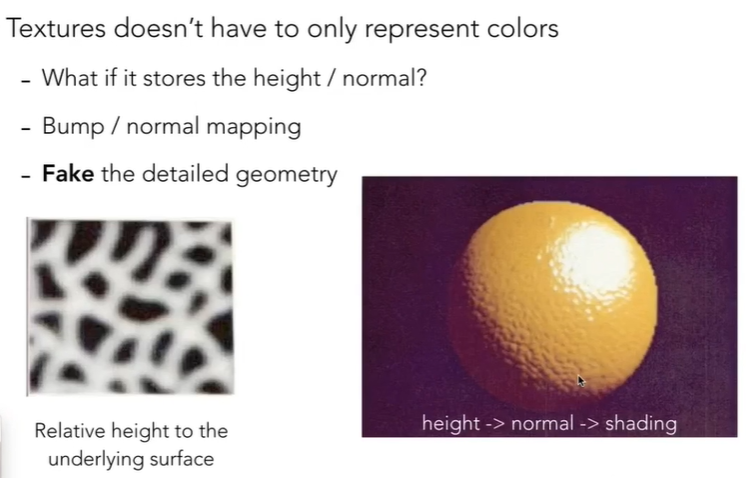 Textures doesn't have to only represent colors
- What if it stores the height / normal?
- Bump / normal mapping
- Fake the detailed geometry
height -> normal -> shading
Relative height to the
underlying surface